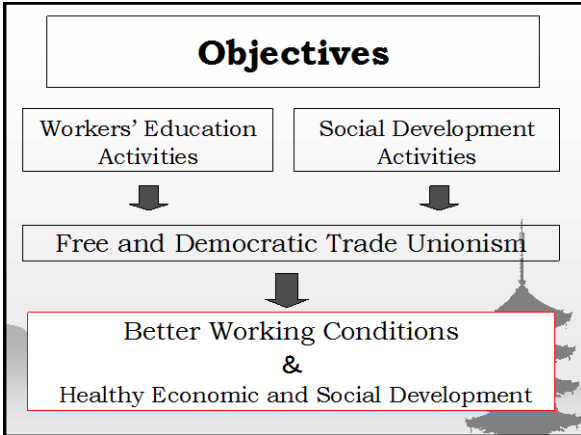 Objectives
Workers' Education
Activities
Social Development
Activities
Free and Democratic Trade Unionism
Better Working Conditions
&
Healthy Economic and Social Development